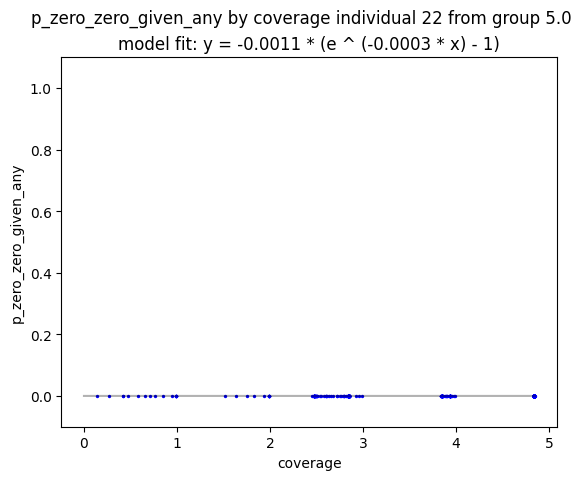 p_zero_zero_given_any by coverage individual 22 from group 5.0
model fit: y = -0.0011 * (e ^ (-0.0003 * x) - 1)
1.0
0.8
0.6
0.4
0.2
0.0
p_zero_zero_given_any
0 1 2 3 4 5
coverage